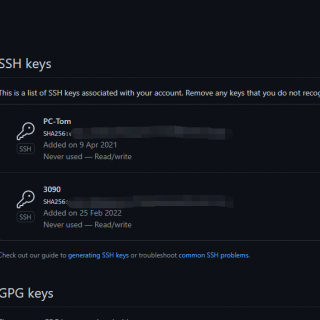 SSH keys
This is a list of SSH keys associated with your account. Remove any keys that you do not
PC-Tom
SHA256:
SSH
Added on 9 Apr 2021
Never used — Read/write
3090
SHA256:
SSH
Added on 25 Feb 2022
Never used — Read/write
Check out our guide to generating SSH keys or troubleshoot common SSH problems.
GPG keys